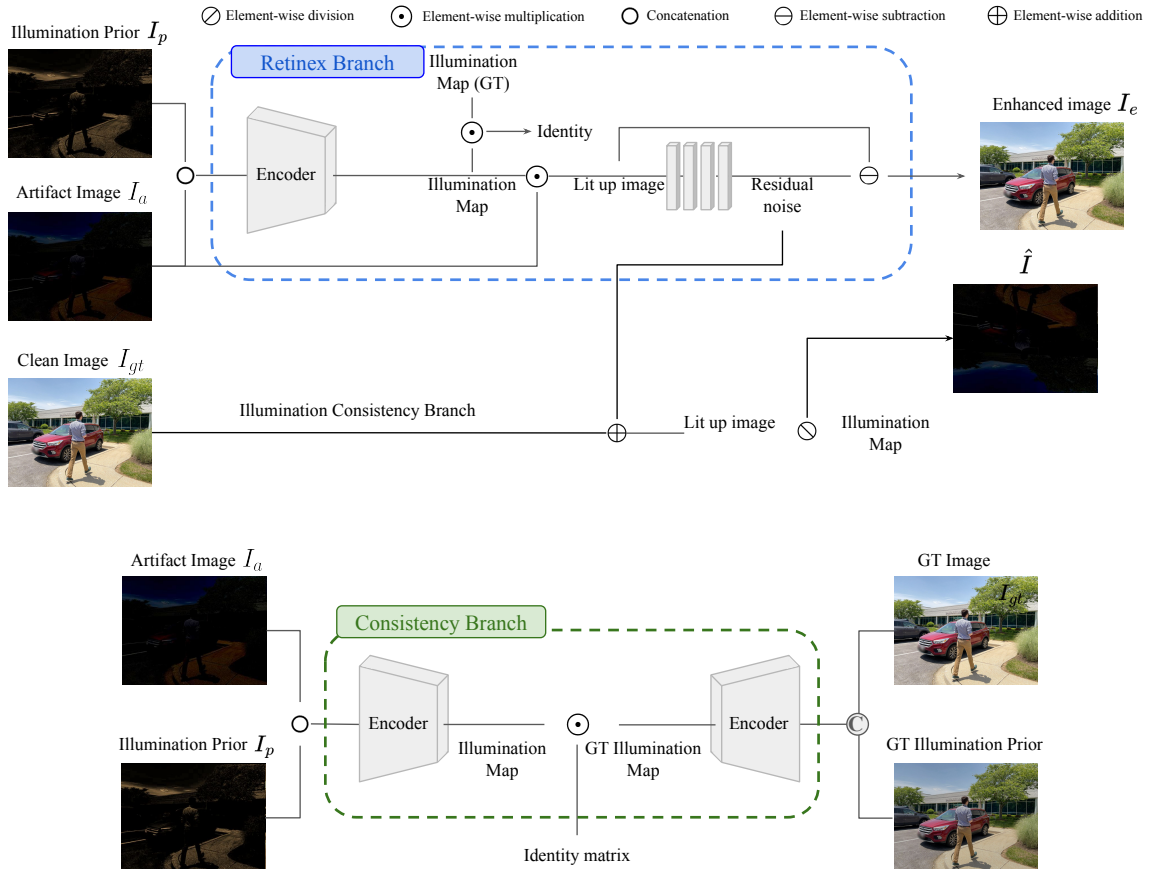 Element-wise division
Element-wise multiplication
Concatenation
Element-wise subtraction
Element-wise addition
Illumination Prior I_p
Retinex Branch
Illumination
Map (GT)
Identity
Enhanced image I_e
Encoder
Artifact Image I_a
Illumination
Map
Lit up image
Residual
noise
Î
Clean Image I_gt
Illumination Consistency Branch
Lit up image
Illumination
Map
Artifact Image I_a
GT Image
I_gt
Consistency Branch
Encoder
Encoder
C
Illumination Prior I_p
Illumination
Map
GT Illumination
Map
GT Illumination Prior
Identity matrix